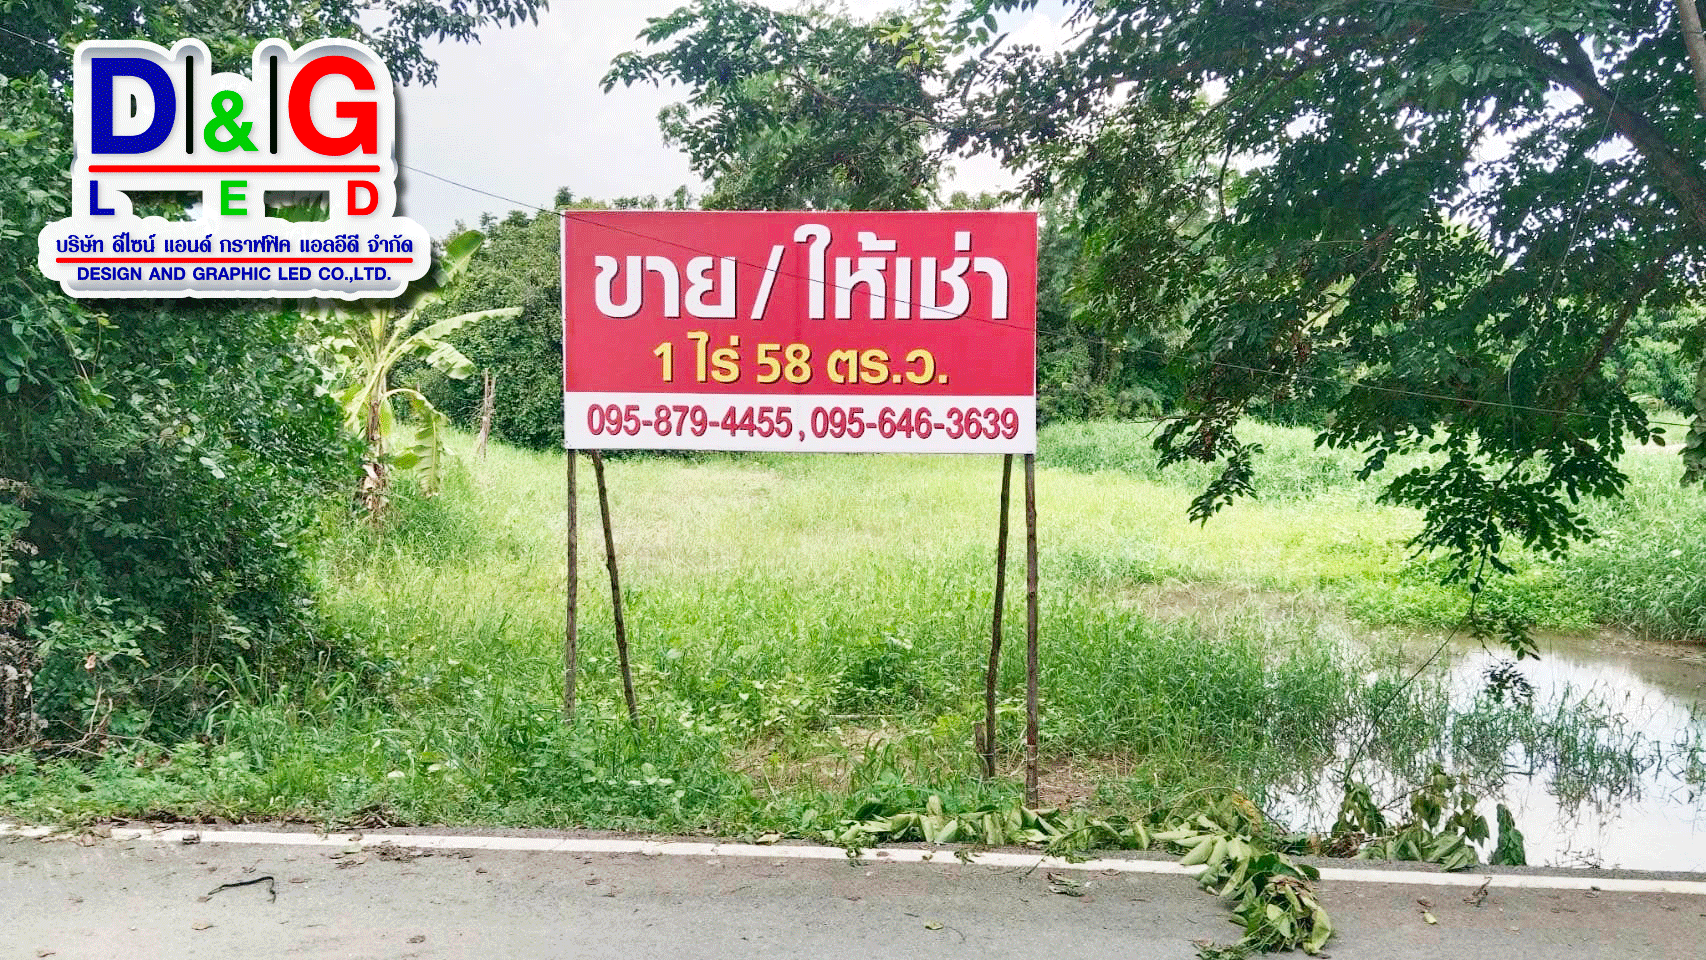 D|&|G
LED
บริษัท ดีไซน์ แอนด์ กราฟฟิค แอลอีดี จำกัด
DESIGN AND GRAPHIC LED CO.,LTD.
ขาย / ให้เช่า
1 ไร่ 58 ตร.ว.
095-879-4455, 095-646-3639